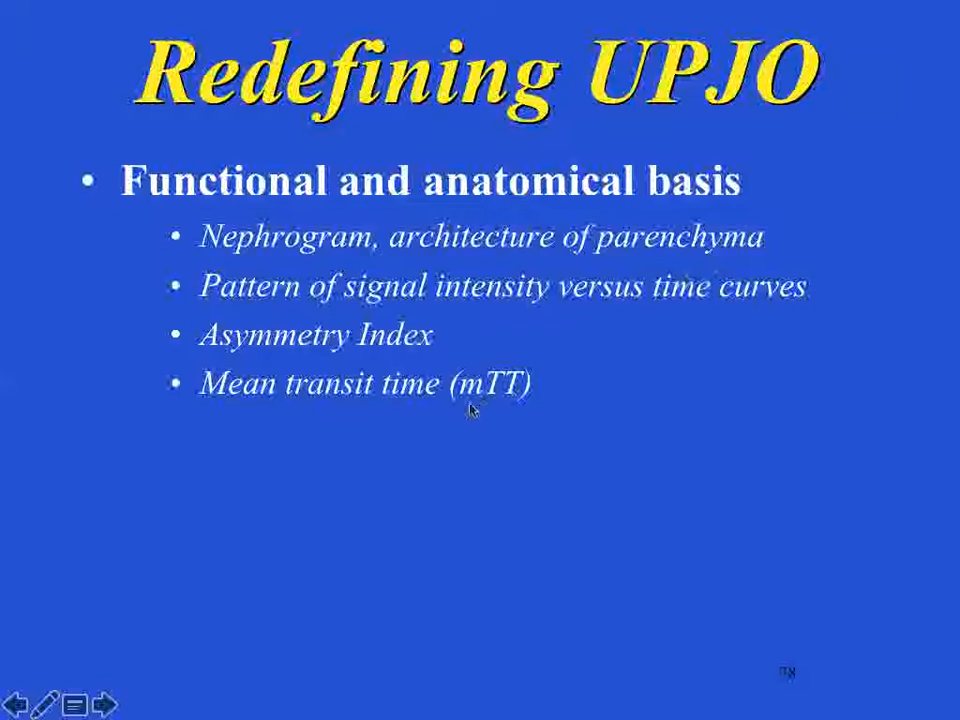 Redefining UPJO
• Functional and anatomical basis
• Nephrogram, architecture of parenchyma
• Pattern of signal intensity versus time curves
• Asymmetry Index
• Mean transit time (mTT)